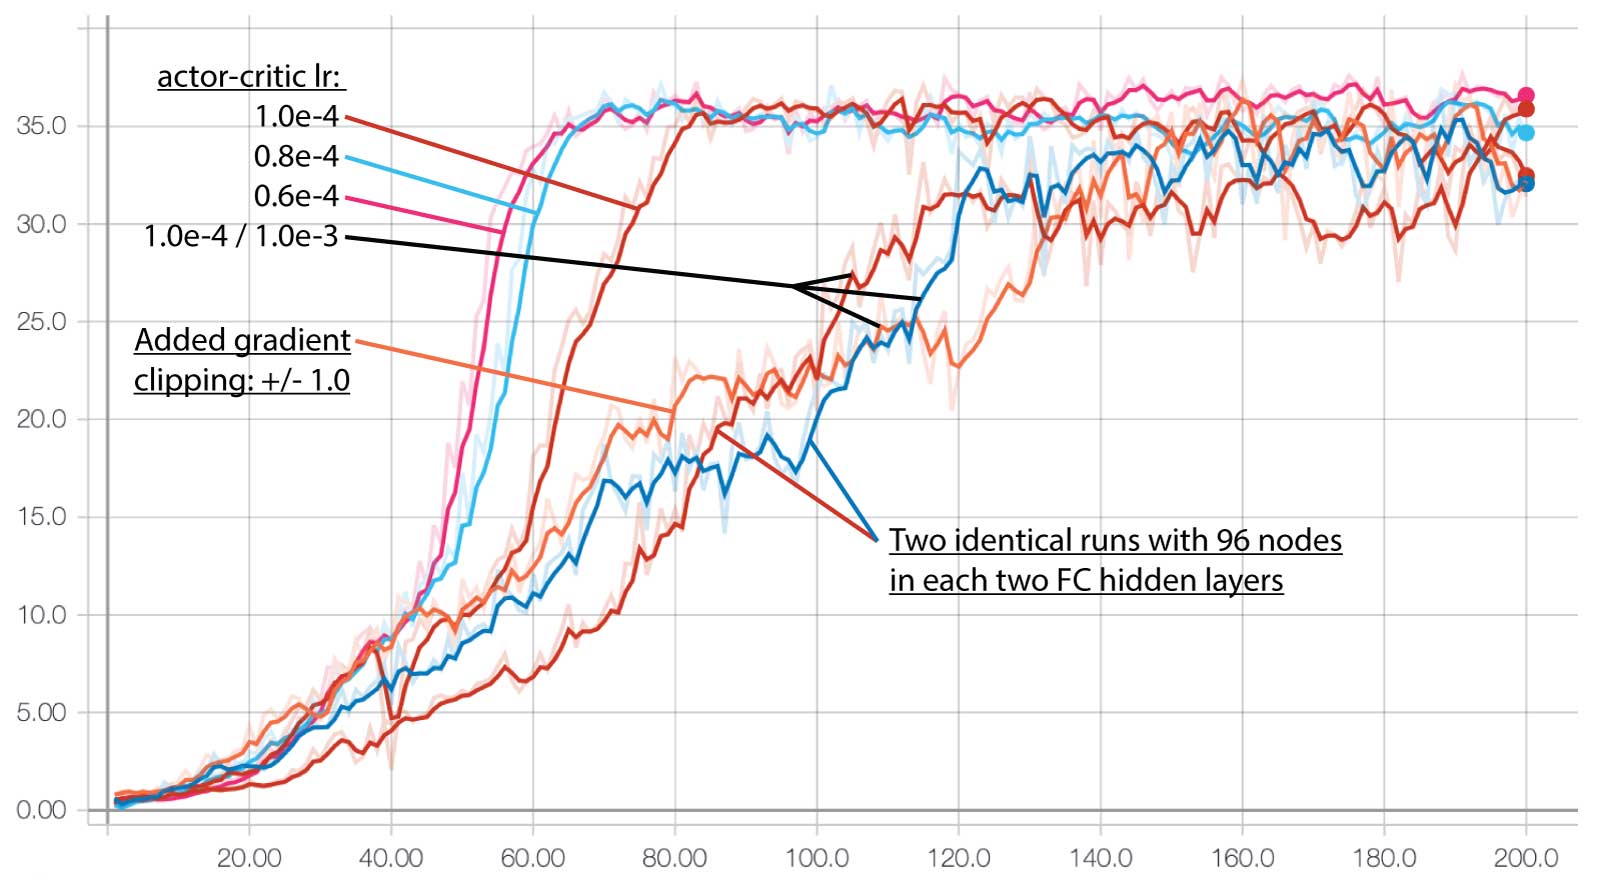 actor-critic lr:
1.0e-4
0.8e-4
0.6e-4
1.0e-4 / 1.0e-3
Added gradient
clipping: +/- 1.0
Two identical runs with 96 nodes
in each two FC hidden layers
35.0
30.0
25.0
20.0
15.0
10.0
5.00
0.00
20.00 40.00 60.00 80.00 100.0 120.0 140.0 160.0 180.0 200.0